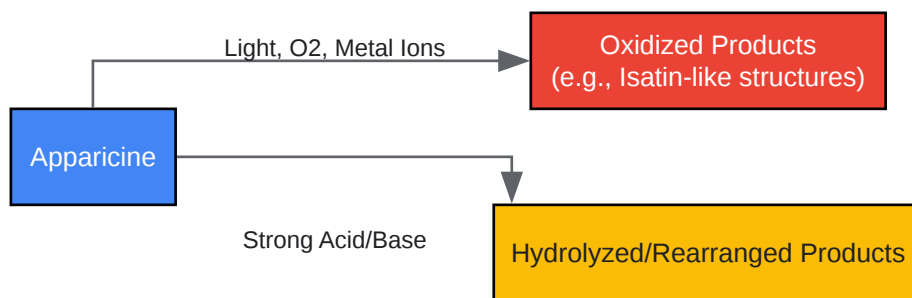 Light, O2, Metal Ions
Oxidized Products
(e.g., Isatin-like structures)
Apparicine
Strong Acid/Base
Hydrolyzed/Rearranged Products